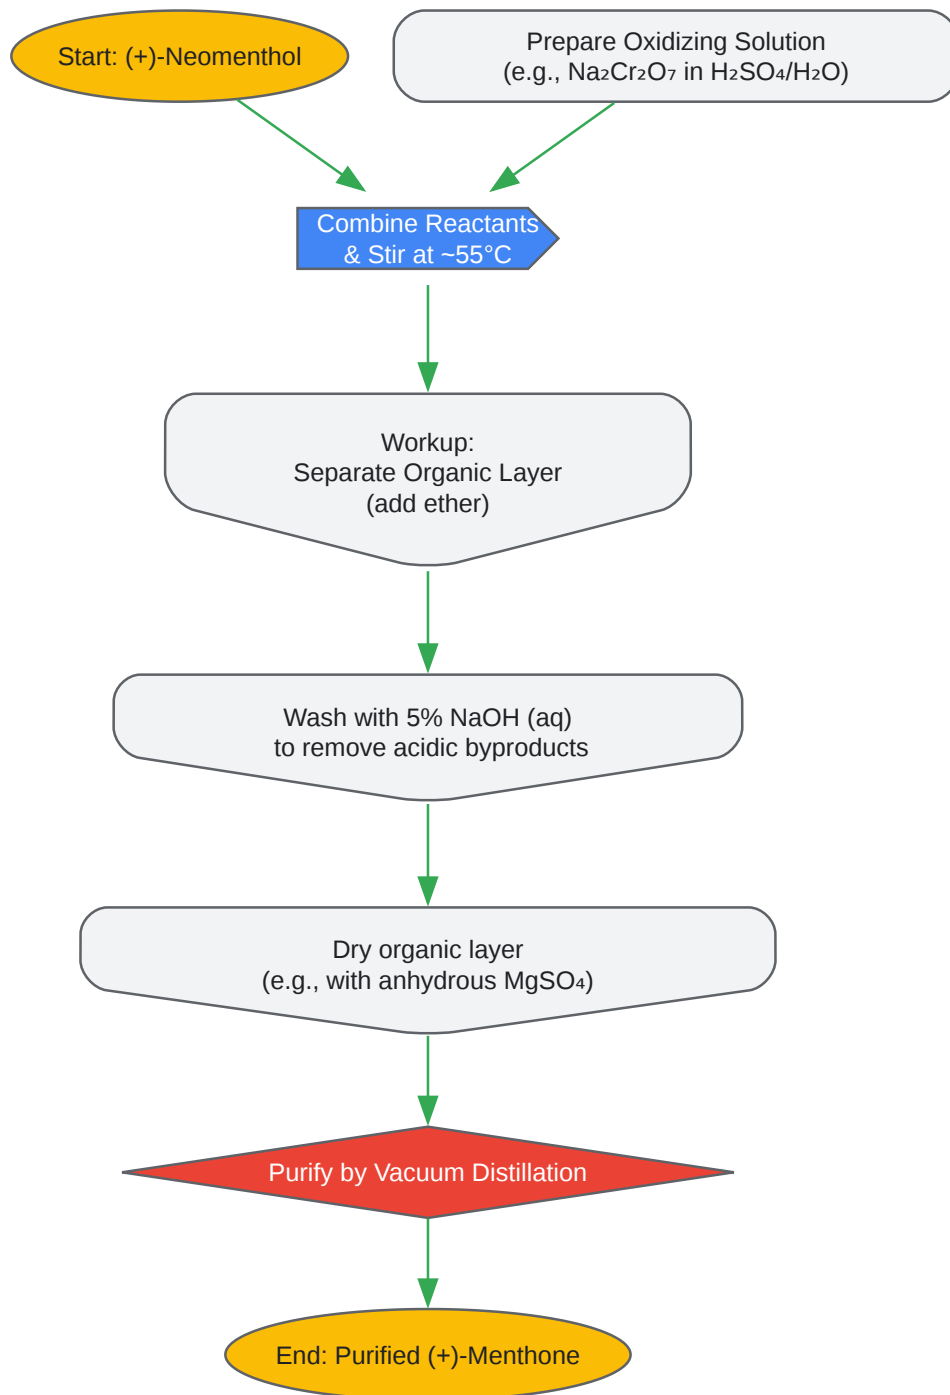 Start: (+)-Neomenthol
Prepare Oxidizing Solution
(e.g., Na₂Cr₂O₇ in H₂SO₄/H₂O)
Combine Reactants
& Stir at ~55°C
Workup:
Separate Organic Layer
(add ether)
Wash with 5% NaOH (aq)
to remove acidic byproducts
Dry organic layer
(e.g., with anhydrous MgSO₄)
Purify by Vacuum Distillation
End: Purified (+)-Menthone